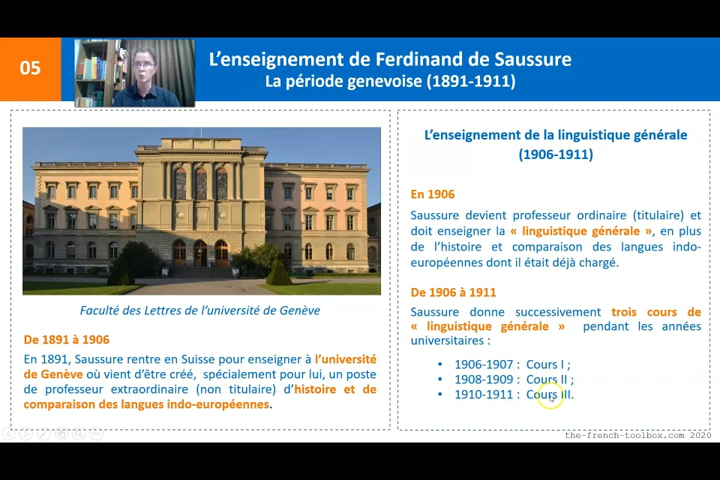 05
L'enseignement de Ferdinand de Saussure
La période genevoise (1891-1911)
Faculté des Lettres de l'université de Genève
De 1891 à 1906
En 1891, Saussure rentre en Suisse pour enseigner à l'université
de Genève où vient d'être créé, spécialement pour lui, un poste
de professeur extraordinaire (non titulaire) d'histoire et de
comparaison des langues indo-européennes.
L'enseignement de la linguistique générale
(1906-1911)
En 1906
Saussure devient professeur ordinaire (titulaire) et
doit enseigner la « linguistique générale », en plus
de l'histoire et comparaison des langues indo-
européennes dont il était déjà chargé.
De 1906 à 1911
Saussure donne successivement trois cours de
« linguistique générale » pendant les années
universitaires :
• 1906-1907 : Cours I ;
• 1908-1909 : Cours II ;
• 1910-1911 : Cours III.
the-french-toolbox.com 2020